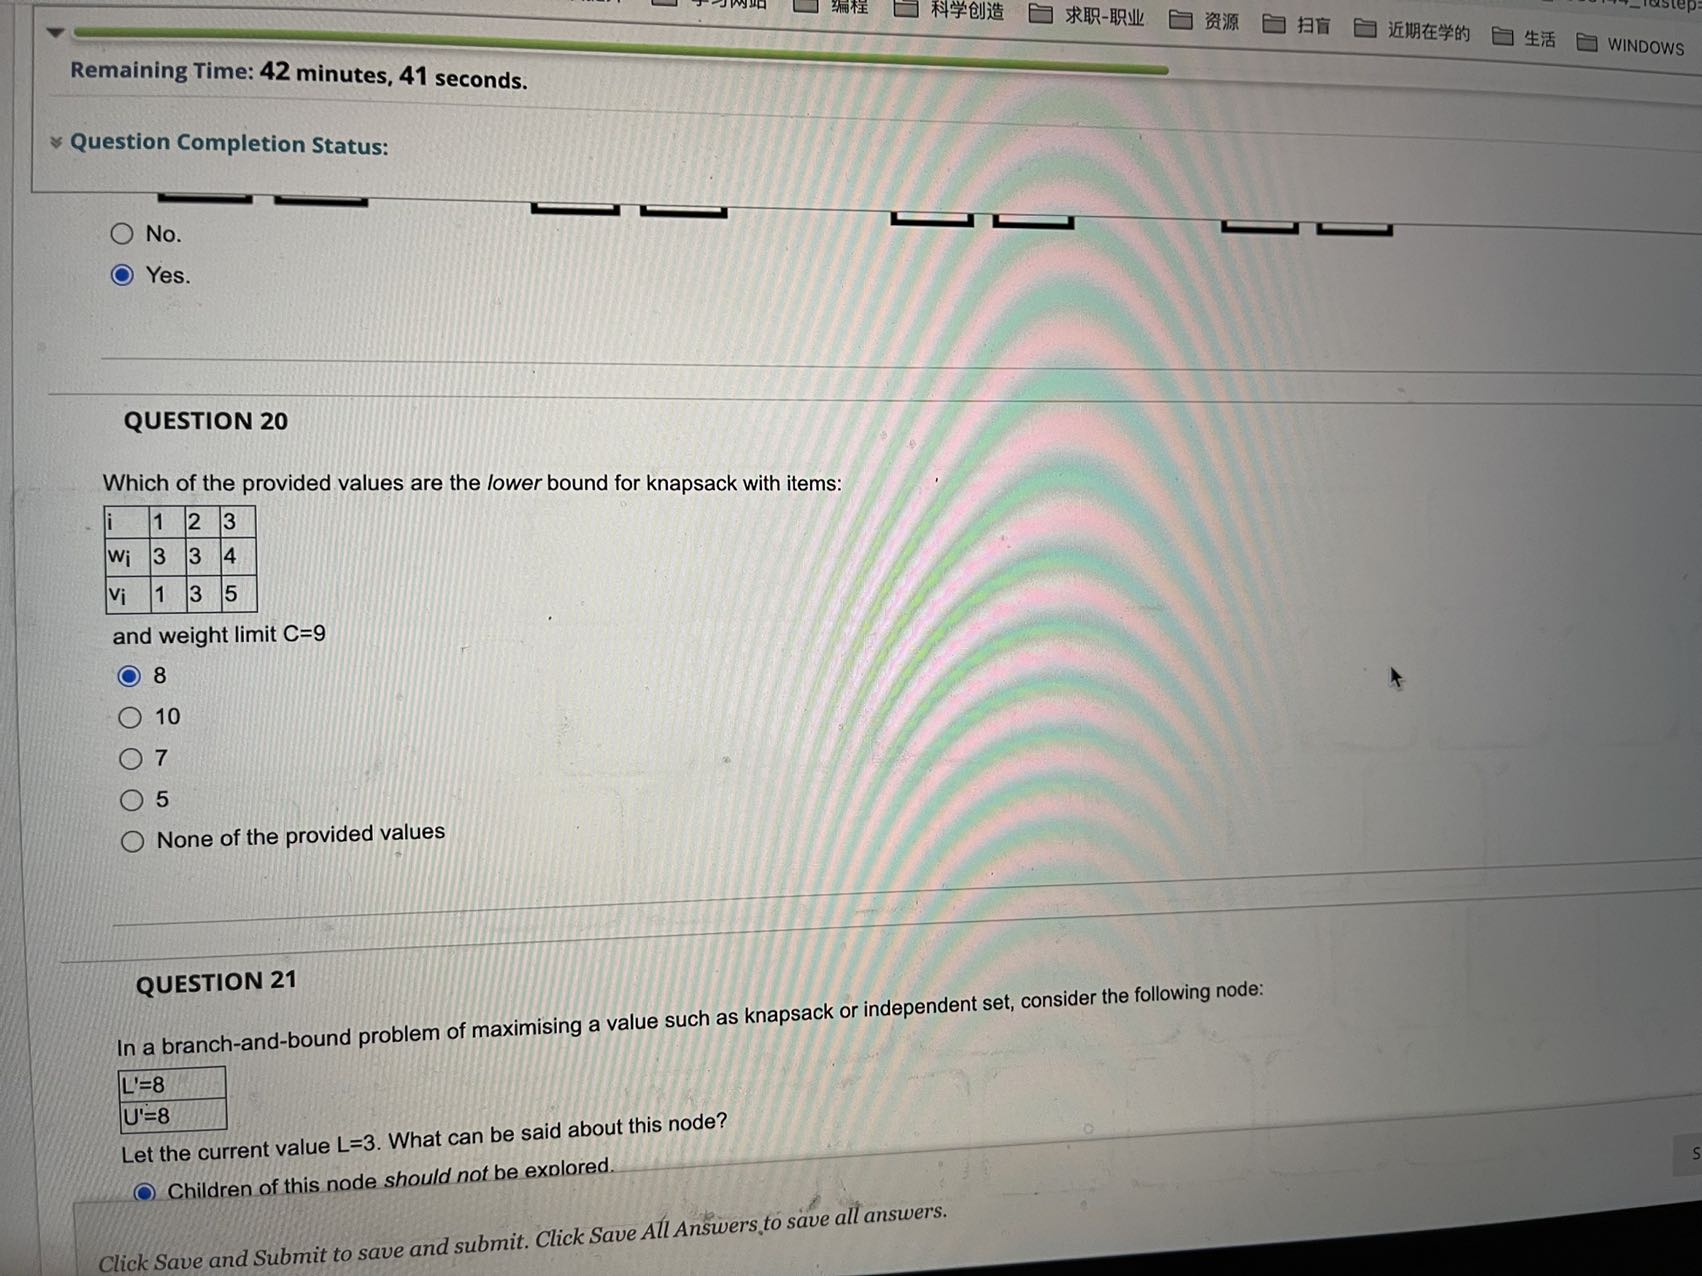 编程
科学创造
求职-职业
资源
扫盲
近期在学的
生活
WINDOWS
Remaining Time: 42 minutes, 41 seconds.
Question Completion Status:
No.
Yes.
QUESTION 20
Which of the provided values are the lower bound for knapsack with items:
i 1 2 3
wi 3 3 4
vi 1 3 5
and weight limit C=9
8
10
7
5
None of the provided values
QUESTION 21
In a branch-and-bound problem of maximising a value such as knapsack or independent set, consider the following node:
L'=8
U'=8
Let the current value L=3. What can be said about this node?
Children of this node should not be explored.
Click Save and Submit to save and submit. Click Save All Answers to save all answers.